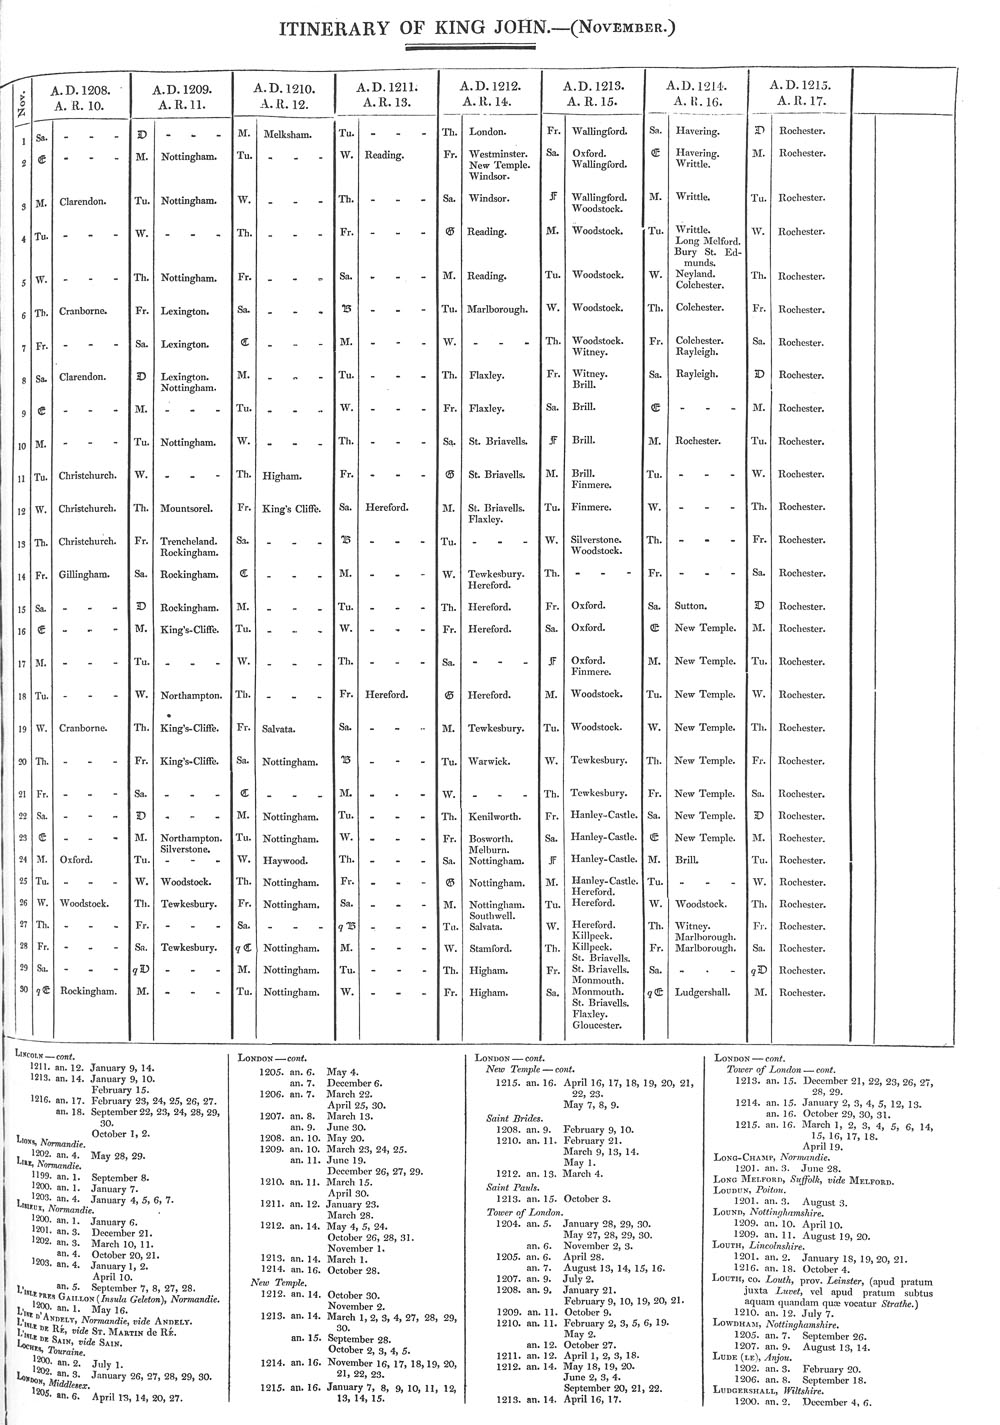 ITINERARY OF KING JOHN.—(NOVEMBER.)
Nov. A.D. 1208. A.D. 1209. A.D. 1210. A.D. 1211. A.D. 1212. A.D. 1213. A.D. 1214. A.D. 1215.
A. R. 10. A. R. 11. A. R. 12. A. R. 13. A. R. 14. A. R. 15. A. R. 16. A. R. 17.
1 Sa. - - - D - - - M. Melksham. Tu. - - - Th. London. Fr. Wallingford. Sa. Havering. D Rochester.
2 E - - - M. Nottingham. Tu. - - - W. Reading. Fr. Westminster. Sa. Oxford. E Havering. M. Rochester.
New Temple. Wallingford. Writtle.
Windsor.
3 M. Clarendon. Tu. Nottingham. W. - - - Th. - - - Sa. Windsor. F Wallingford. M. Writtle. Tu. Rochester.
Woodstock.
4 Tu. - - - W. - - - Th. - - - Fr. - - - G Reading. M. Woodstock. Tu. Writtle. W. Rochester.
Long Melford.
Bury St. Ed-
munds.
5 W. - - - Th. Nottingham. Fr. - - - Sa. - - - M. Reading. Tu. Woodstock. W. Neyland. Th. Rochester.
Colchester.
6 Th. Cranborne. Fr. Lexington. Sa. - - - B - - - Tu. Marlborough. W. Woodstock. Th. Colchester. Fr. Rochester.
7 Fr. - - - Sa. Lexington. C - - - M. - - - W. - - - Th. Woodstock. Fr. Colchester. Sa. Rochester.
Witney. Rayleigh.
8 Sa. Clarendon. D Lexington. M. - - - Tu. - - - Th. Flaxley. Fr. Witney. Sa. Rayleigh. D Rochester.
Nottingham. Brill.
9 E - - - M. - - - Tu. - - - W. - - - Fr. Flaxley. Sa. Brill. E - - - M. Rochester.
10 M. - - - Tu. Nottingham. W. - - - Th. - - - Sa. St. Briavells. F Brill. M. Rochester. Tu. Rochester.
11 Tu. Christchurch. W. - - - Th. Higham. Fr. - - - G St. Briavells. M. Brill. Tu. - - - W. Rochester.
Finmere.
12 W. Christchurch. Th. Mountsorel. Fr. King's Cliffe. Sa. Hereford. M. St. Briavells. Tu. Finmere. W. - - - Th. Rochester.
Flaxley.
13 Th. Christchurch. Fr. Trencheland. Sa. - - - B - - - Tu. - - - W. Silverstone. Th. - - - Fr. Rochester.
Rockingham. Woodstock.
14 Fr. Gillingham. Sa. Rockingham. C - - - M. - - - W. Tewkesbury. Th. - - - Fr. - - - Sa. Rochester.
Hereford.
15 Sa. - - - D Rockingham. M. - - - Tu. - - - Th. Hereford. Fr. Oxford. Sa. Sutton. D Rochester.
16 E - - - M. King's-Cliffe. Tu. - - - W. - - - Fr. Hereford. Sa. Oxford. E New Temple. M. Rochester.
17 M. - - - Tu. - - - W. - - - Th. - - - Sa. - - - F Oxford. M. New Temple. Tu. Rochester.
Finmere.
18 Tu. - - - W. Northampton. Th. - - - Fr. Hereford. G Hereford. M. Woodstock. Tu. New Temple. W. Rochester.
19 W. Cranborne. Th. King's-Cliffe. Fr. Salvata. Sa. - - - M. Tewkesbury. Tu. Woodstock. W. New Temple. Th. Rochester.
20 Th. - - - Fr. King's-Cliffe. Sa. Nottingham. B - - - Tu. Warwick. W. Tewkesbury. Th. New Temple. Fr. Rochester.
21 Fr. - - - Sa. - - - C - - - M. - - - W. - - - Th. Tewkesbury. Fr. New Temple. Sa. Rochester.
22 Sa. - - - D - - - M. Nottingham. Tu. - - - Th. Kenilworth. Fr. Hanley-Castle. Sa. New Temple. D Rochester.
23 E - - - M. Northampton. Tu. Nottingham. W. - - - Fr. Bosworth. Sa. Hanley-Castle. E New Temple. M. Rochester.
Silverstone. Melburn.
24 M. Oxford. Tu. - - - W. Haywood. Th. - - - Sa. Nottingham. F Hanley-Castle. M. Brill. Tu. Rochester.
25 Tu. - - - W. Woodstock. Th. Nottingham. Fr. - - - G Nottingham. M. Hanley-Castle. Tu. - - - W. Rochester.
Hereford.
26 W. Woodstock. Th. Tewkesbury. Fr. Nottingham. Sa. - - - M. Nottingham. Tu. Hereford. W. Woodstock. Th. Rochester.
Southwell.
27 Th. - - - Fr. - - - Sa. - - - q B - - - Tu. Salvata. W. Hereford. Th. Witney. Fr. Rochester.
Killpeck. Marlborough.
28 Fr. - - - Sa. Tewkesbury. q C Nottingham. M. - - - W. Stamford. Th. Killpeck. Fr. Marlborough. Sa. Rochester.
St. Briavells.
29 Sa. - - - q D - - - M. Nottingham. Tu. - - - Th. Higham. Fr. St. Briavells. Sa. - - - q D Rochester.
Monmouth.
30 q E Rockingham. M. - - - Tu. Nottingham. W. - - - Fr. Higham. Sa. Monmouth. q E Ludgershall. M. Rochester.
St. Briavells.
Flaxley.
Gloucester.
LINCOLN—cont.
1211. an. 12. January 9, 14.
1213. an. 14. January 9, 10.
February 15.
1216. an. 17. February 23, 24, 25, 26, 27.
an. 18. September 22, 23, 24, 28, 29,
30.
October 1, 2.
LIONS, Normandie.
1202. an. 4. May 28, 29.
LIRE, Normandie.
1199. an. 1. September 8.
1200. an. 1. January 7.
1203. an. 4. January 4, 5, 6, 7.
LISIEUX, Normandie.
1200. an. 1. January 6.
1201. an. 3. December 21.
1202. an. 3. March 10, 11.
an. 4. October 20, 21.
1203. an. 4. January 1, 2.
April 10.
an. 5. September 7, 8, 27, 28.
L'ISLE PRES GAILLON (Insula Geleton), Normandie.
1200. an. 1. May 16.
L'ISLE D'ANDELY, Normandie, vide ANDELY.
L'ISLE DE RÉ, vide ST. MARTIN DE RÉ.
L'ISLE DE SAIN, vide SAIN.
LOCHES, Touraine.
1200. an. 2. July 1.
1202. an. 3. January 26, 27, 28, 29, 30.
LONDON, Middlesex.
1205. an. 6. April 13, 14, 20, 27.
LONDON—cont.
1205. an. 6. May 4.
an. 7. December 6.
1206. an. 7. March 22.
April 25, 30.
1207. an. 8. March 13.
an. 9. June 30.
1208. an. 10. May 20.
1209. an. 10. March 23, 24, 25.
an. 11. June 19.
December 26, 27, 29.
1210. an. 11. March 15.
April 30.
1211. an. 12. January 23.
March 28.
1212. an. 14. May 4, 5, 24.
October 26, 28, 31.
November 1.
1213. an. 14. March 1.
1214. an. 16. October 28.
New Temple.
1212. an. 14. October 30.
November 2.
1213. an. 14. March 1, 2, 3, 4, 27, 28, 29,
30.
an. 15. September 28.
October 2, 3, 4, 5.
1214. an. 16. November 16, 17, 18, 19, 20,
21, 22, 23.
1215. an. 16. January 7, 8, 9, 10, 11, 12,
13, 14, 15.
LONDON—cont.
New Temple—cont.
1215. an. 16. April 16, 17, 18, 19, 20, 21,
22, 23.
May 7, 8, 9.
Saint Brides.
1208. an. 9. February 9, 10.
1210. an. 11. February 21.
March 9, 13, 14.
May 1.
1212. an. 13. March 4.
Saint Pauls.
1213. an. 15. October 3.
Tower of London.
1204. an. 5. January 28, 29, 30.
May 27, 28, 29, 30.
an. 6. November 2, 3.
1205. an. 6. April 28.
an. 7. August 13, 14, 15, 16.
1207. an. 9. July 2.
1208. an. 9. January 21.
February 9, 10, 19, 20, 21.
1209. an. 11. October 9.
1210. an. 11. February 2, 3, 5, 6, 19.
May 2.
an. 12. October 27.
1211. an. 12. April 1, 2, 3, 18.
1212. an. 14. May 18, 19, 20.
June 2, 3, 4.
September 20, 21, 22.
1213. an. 14. April 16, 17.
LONDON—cont.
Tower of London—cont.
1213. an. 15. December 21, 22, 23, 26, 27,
28, 29.
1214. an. 15. January 2, 3, 4, 5, 12, 13.
an. 16. October 29, 30, 31.
1215. an. 16. March 1, 2, 3, 4, 5, 6, 14,
15, 16, 17, 18.
April 19.
LONG-CHAMP, Normandie.
1201. an. 3. June 28.
LONG MELFORD, Suffolk, vide MELFORD.
LOUDUN, Poitou.
1201. an. 3. August 3.
LOUND, Nottinghamshire.
1209. an. 10. April 10.
1209. an. 11. August 19, 20.
LOUTH, Lincolnshire.
1201. an. 2. January 18, 19, 20, 21.
1216. an. 18. October 4.
LOUTH, co. Louth, prov. Leinster, (apud pratum
juxta Luvet, vel apud pratum subtus
aquam quandam quæ vocatur Strathe.)
1210. an. 12. July 7.
LOWDHAM, Nottinghamshire.
1205. an. 7. September 26.
1207. an. 9. August 13, 14.
LUDE (LE), Anjou.
1202. an. 3. February 20.
1206. an. 8. September 18.
LUDGERSHALL, Wiltshire.
1200. an. 2. December 4, 6.